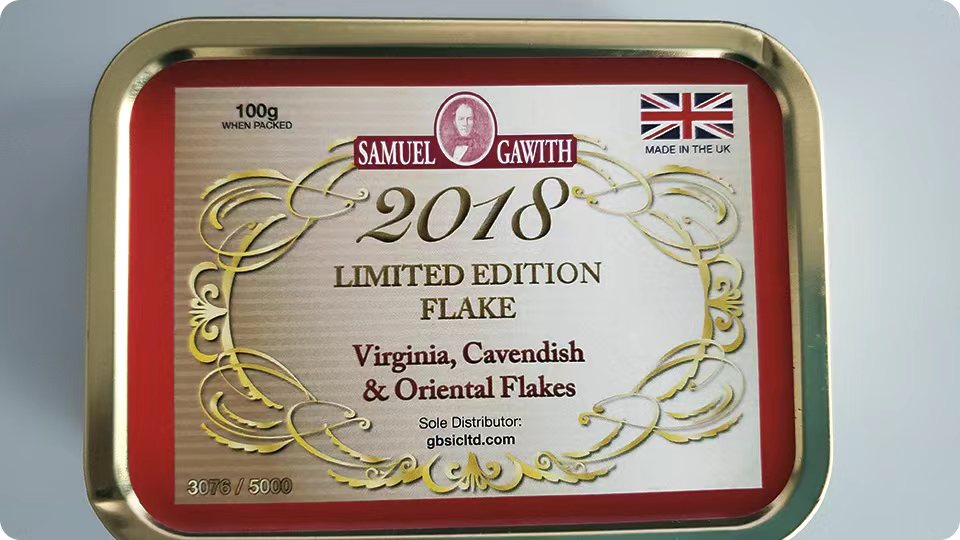 100g
WHEN PACKED
SAMUEL GAWITH
MADE IN THE UK
2018
LIMITED EDITION
FLAKE
Virginia, Cavendish
& Oriental Flakes
Sole Distributor:
gbsicltd.com
3076 / 5000